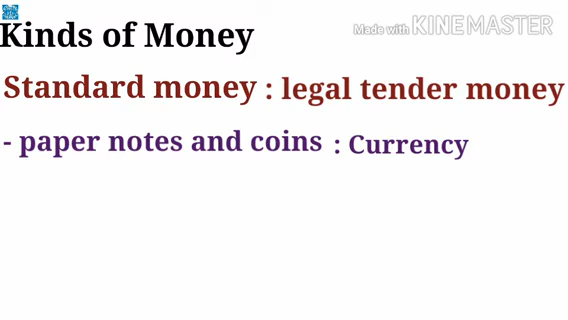 Made with KINEMASTER
Kinds of Money
Standard money : legal tender money
- paper notes and coins : Currency